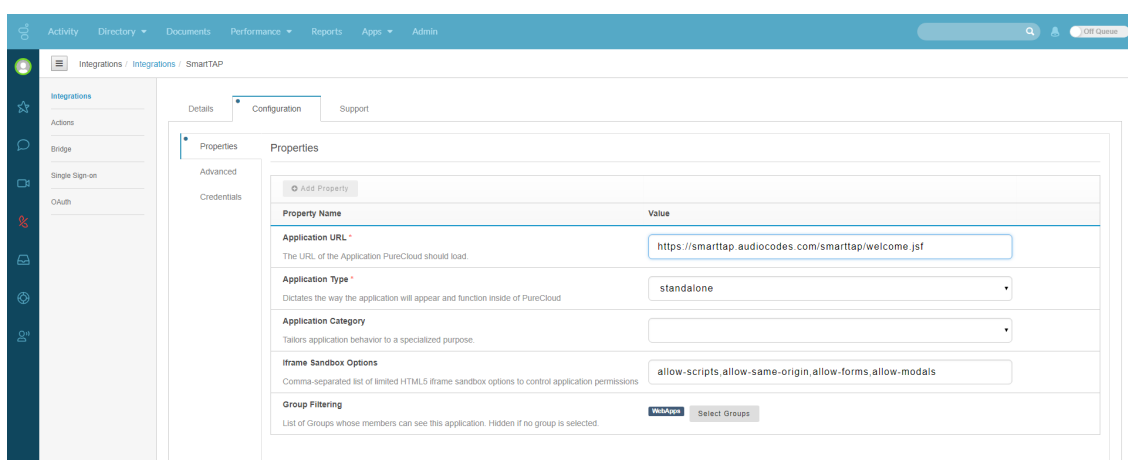 Activity Directory Documents Performance Reports Apps Admin Off Queue
Integrations / Integrations / SmartTAP
Integrations
Actions
Bridge
Single Sign-on
OAuth
Details Configuration Support
Properties
Advanced
Credentials
Properties
Add Property
Property Name Value
Application URL * https://smarttap.audiocodes.com/smarttap/welcome.jsf
The URL of the Application PureCloud should load.
Application Type * standalone
Dictates the way the application will appear and function inside of PureCloud
Application Category
Tailors application behavior to a specialized purpose.
Iframe Sandbox Options allow-scripts,allow-same-origin,allow-forms,allow-modals
Comma-separated list of limited HTML5 iframe sandbox options to control application permissions
Group Filtering WebApps Select Groups
List of Groups whose members can see this application. Hidden if no group is selected.